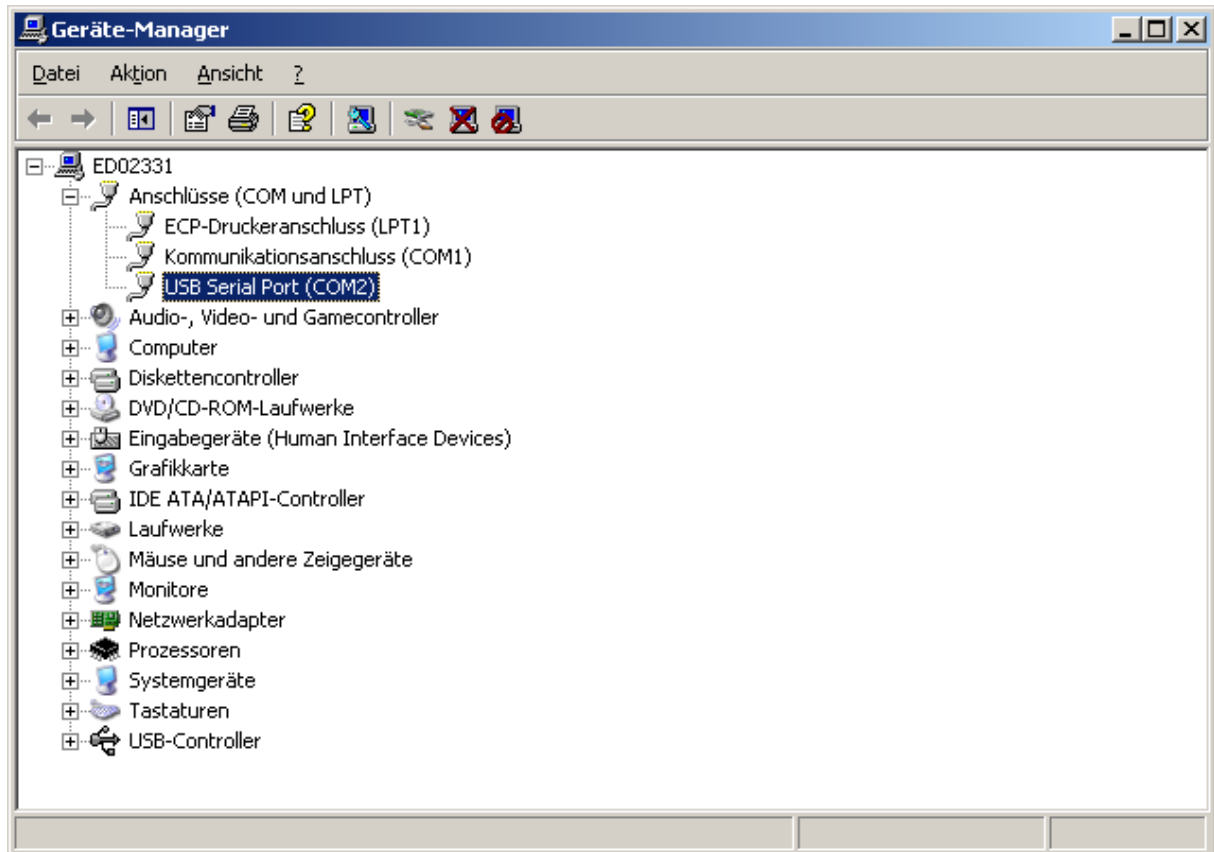 Geräte-Manager
Datei Aktion Ansicht ?
ED02331
Anschlüsse (COM und LPT)
ECP-Druckeranschluss (LPT1)
Kommunikationsanschluss (COM1)
USB Serial Port (COM2)
Audio-, Video- und Gamecontroller
Computer
Diskettencontroller
DVD/CD-ROM-Laufwerke
Eingabegeräte (Human Interface Devices)
Grafikkarte
IDE ATA/ATAPI-Controller
Laufwerke
Mäuse und andere Zeigegeräte
Monitore
Netzwerkadapter
Prozessoren
Systemgeräte
Tastaturen
USB-Controller